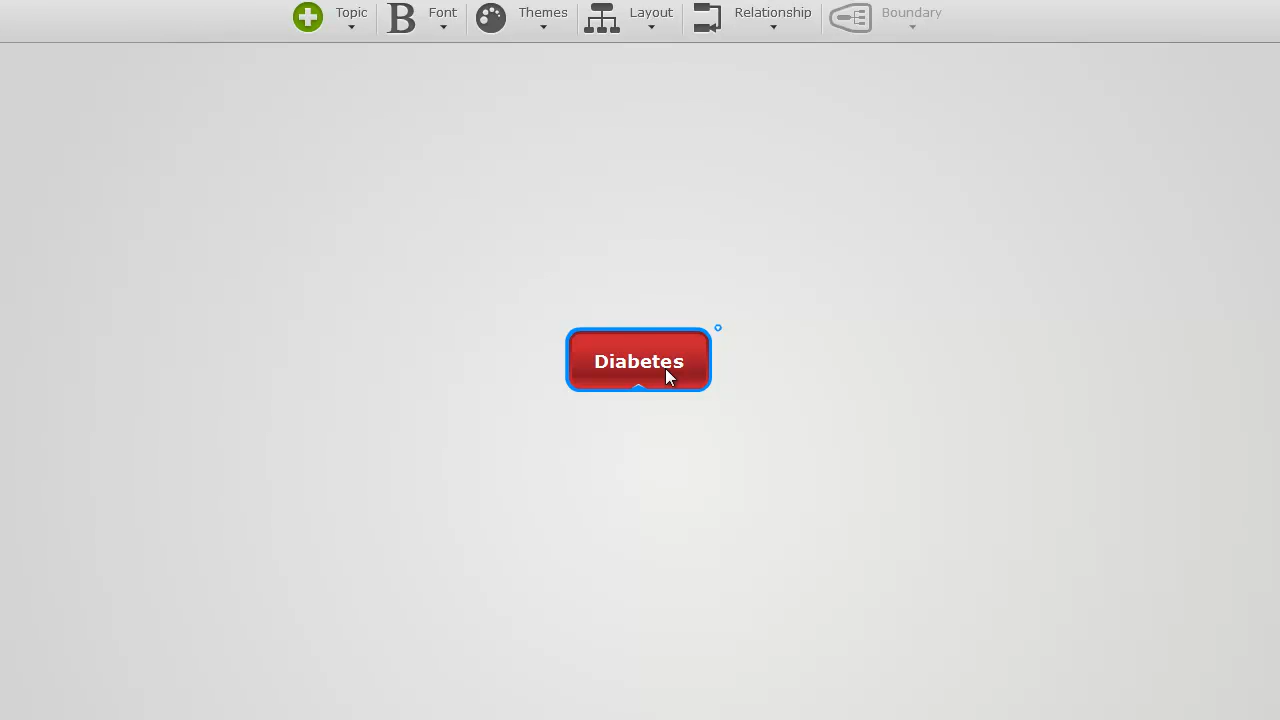 Topic
Font
Themes
Layout
Relationship
Boundary
Diabetes